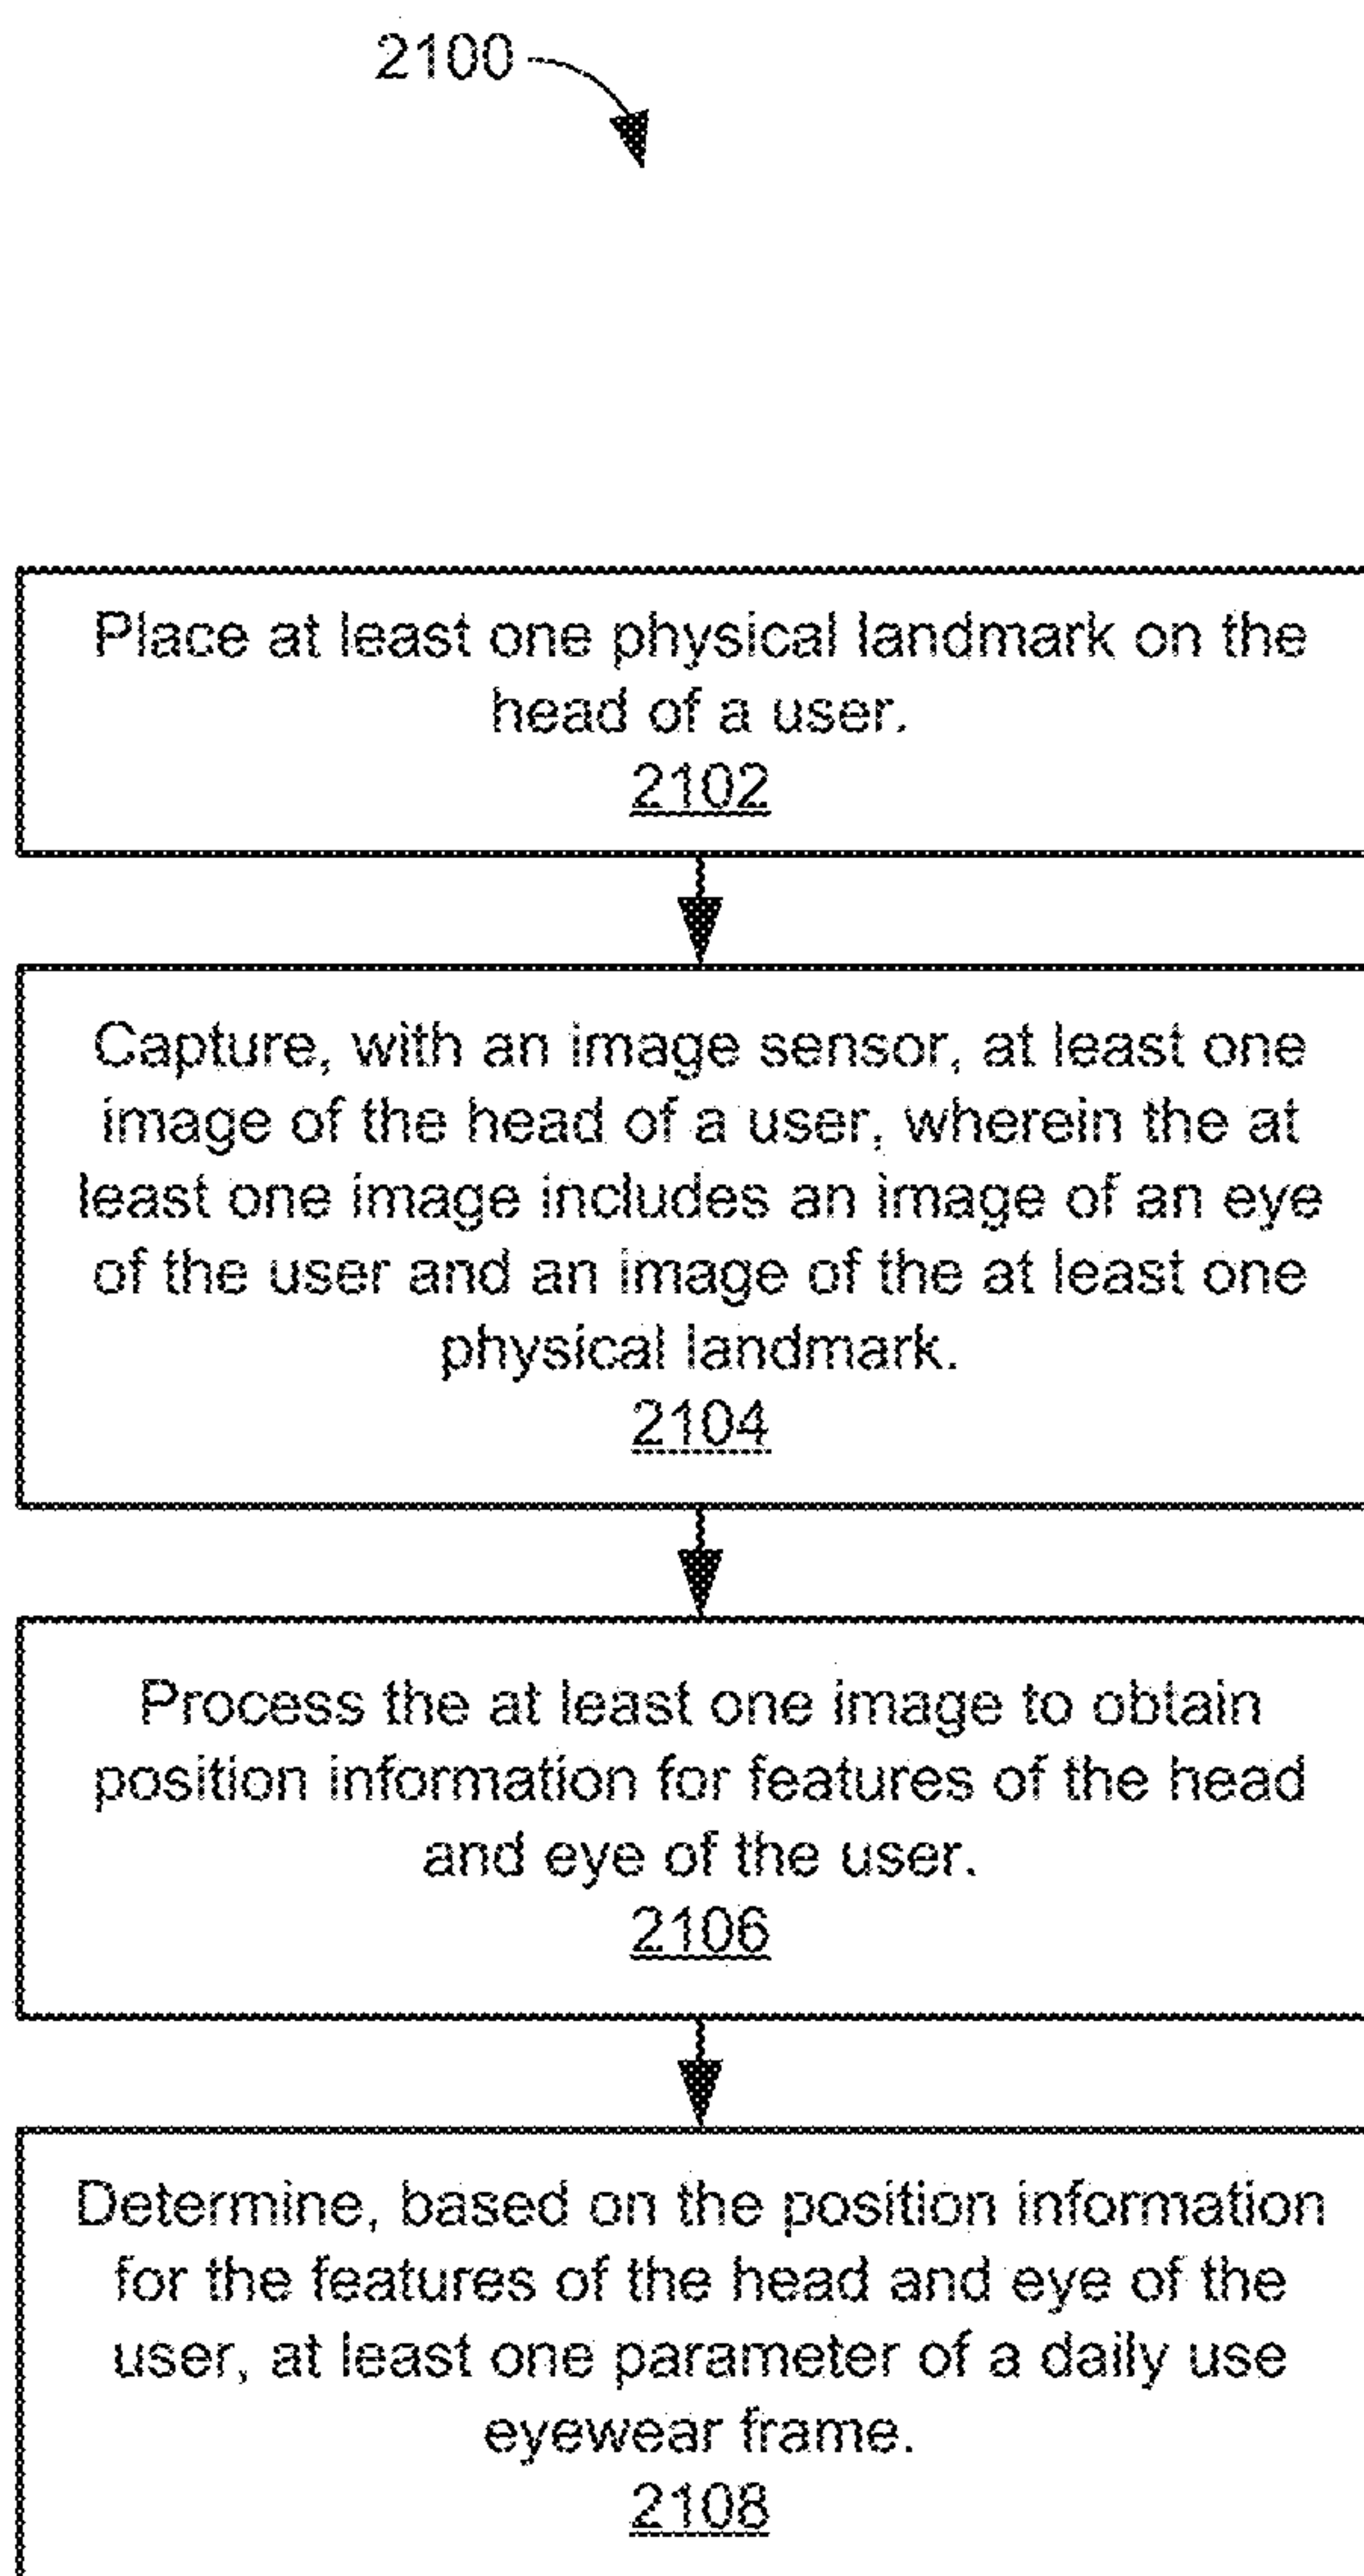 2100
Place at least one physical landmark on the
head of a user.
2102
Capture, with an image sensor, at least one
image of the head of a user, wherein the at
least one image includes an image of an eye
of the user and an image of the at least one
physical landmark.
2104
Process the at least one image to obtain
position information for features of the head
and eye of the user.
2106
Determine, based on the position information
for the features of the head and eye of the
user, at least one parameter of a daily use
eyewear frame.
2108